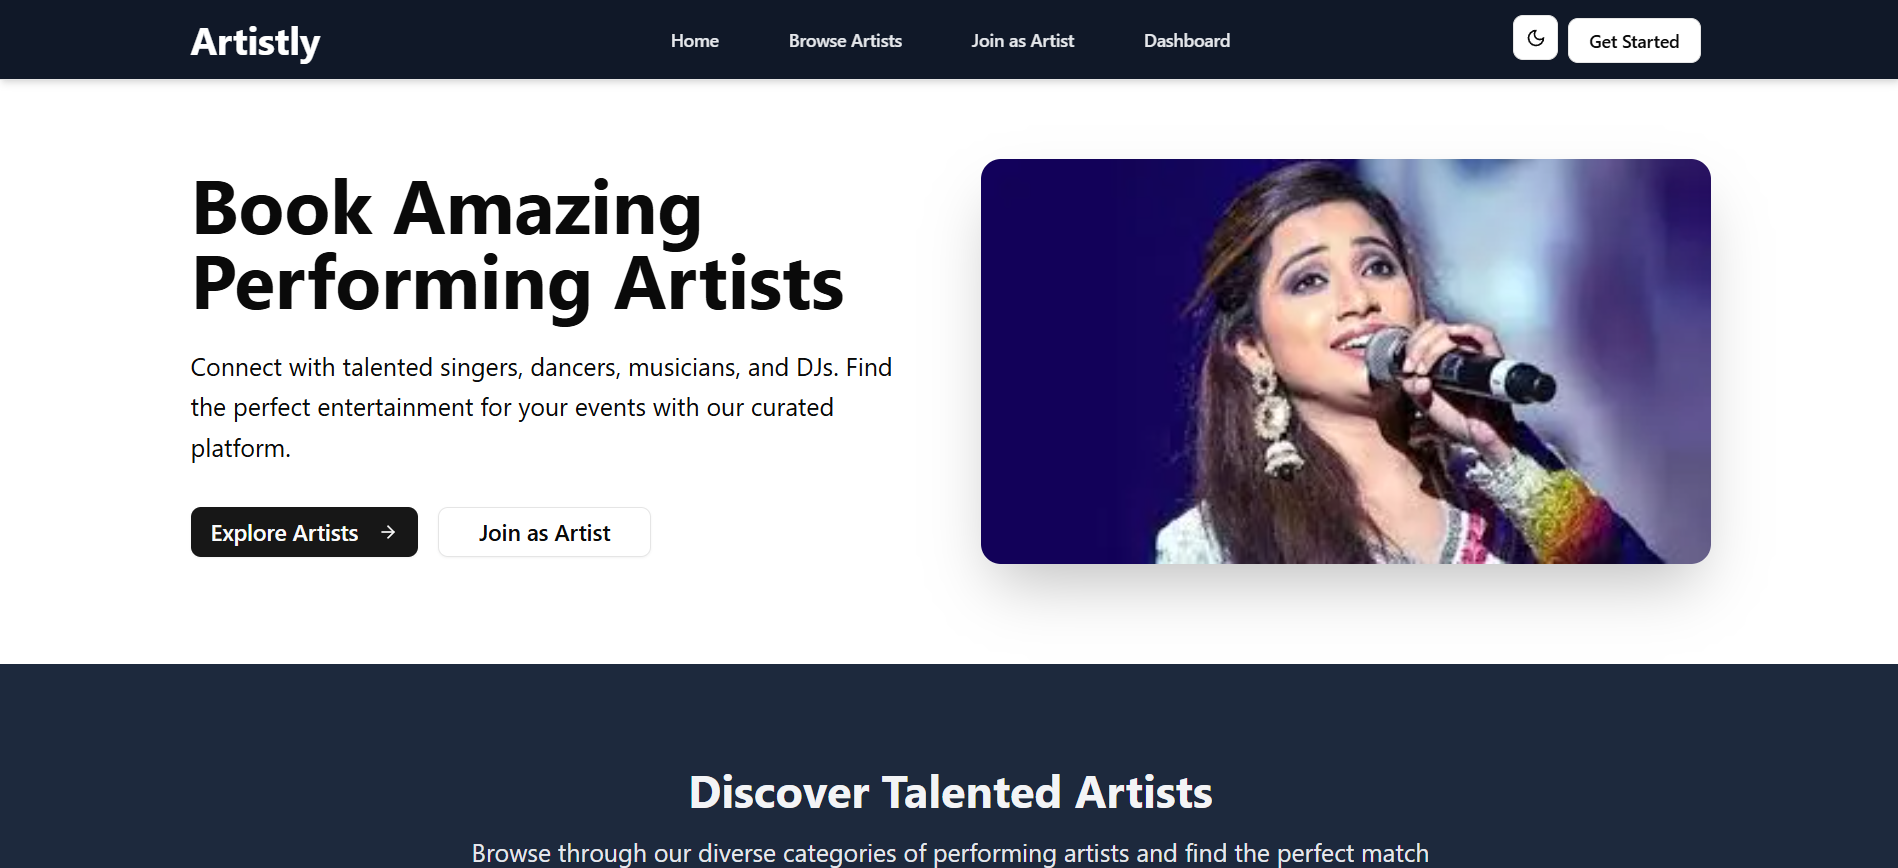 Artistly
Home
Browse Artists
Join as Artist
Dashboard
Get Started
Book Amazing
Performing Artists
Connect with talented singers, dancers, musicians, and DJs. Find
the perfect entertainment for your events with our curated
platform.
Explore Artists
Join as Artist
Discover Talented Artists
Browse through our diverse categories of performing artists and find the perfect match